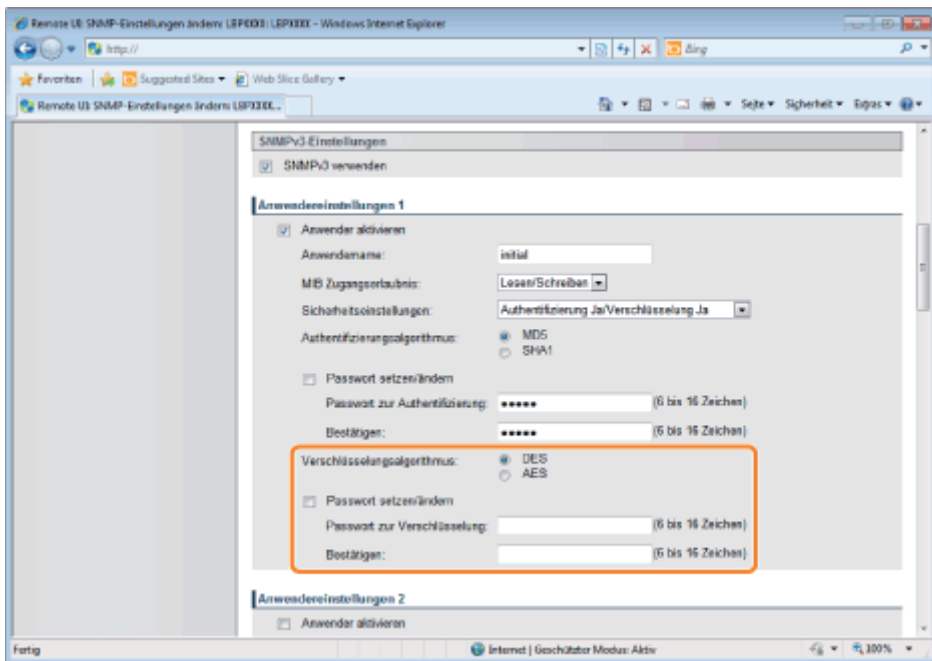 Remote UI: SNMP-Einstellungen ändern: LBPXXXX: LBPXXXX - Windows Internet Explorer
http://
Bing
Favoriten Suggested Sites Web Slice Gallery
Remote UI: SNMP-Einstellungen ändern: LBPXXXX...
Seite Sicherheit Extras
SNMPv3-Einstellungen
SNMPv3 verwenden
Anwendereinstellungen 1
Anwender aktivieren
Anwendername: initial
MIB Zugangserlaubnis: Lesen/Schreiben
Sicherheitseinstellungen: Authentifizierung Ja/Verschlüsselung Ja
Authentifizierungsalgorithmus: MD5
SHA1
Passwort setzen/ändern
Passwort zur Authentifizierung: ••••• (6 bis 16 Zeichen)
Bestätigen: ••••• (6 bis 16 Zeichen)
Verschlüsselungsalgorithmus: DES
AES
Passwort setzen/ändern
Passwort zur Verschlüsselung: (6 bis 16 Zeichen)
Bestätigen: (6 bis 16 Zeichen)
Anwendereinstellungen 2
Anwender aktivieren
Fertig Internet | Geschützter Modus: Aktiv 100%